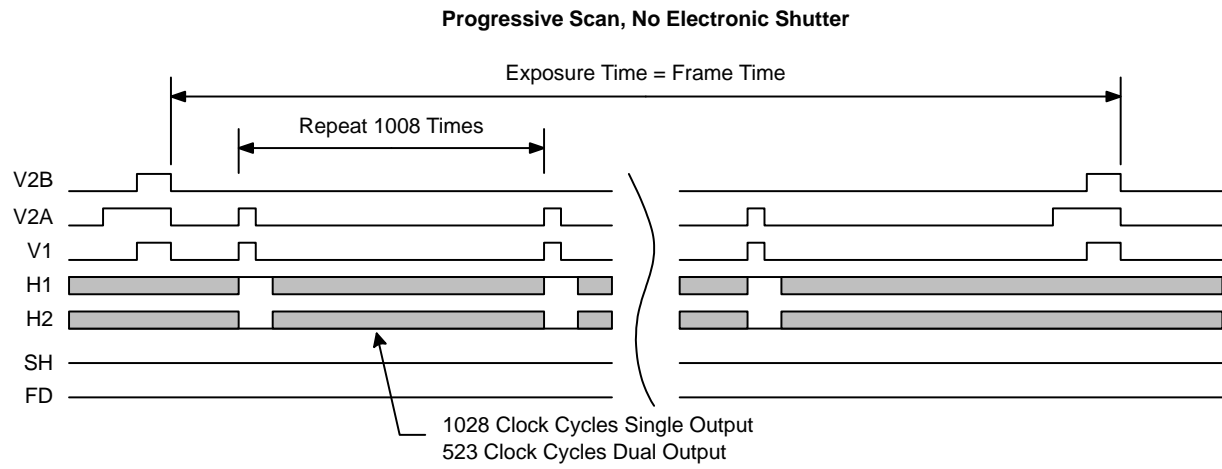 Progressive Scan, No Electronic Shutter
Exposure Time = Frame Time
Repeat 1008 Times
V2B
V2A
V1
H1
H2
SH
FD
1028 Clock Cycles Single Output
523 Clock Cycles Dual Output